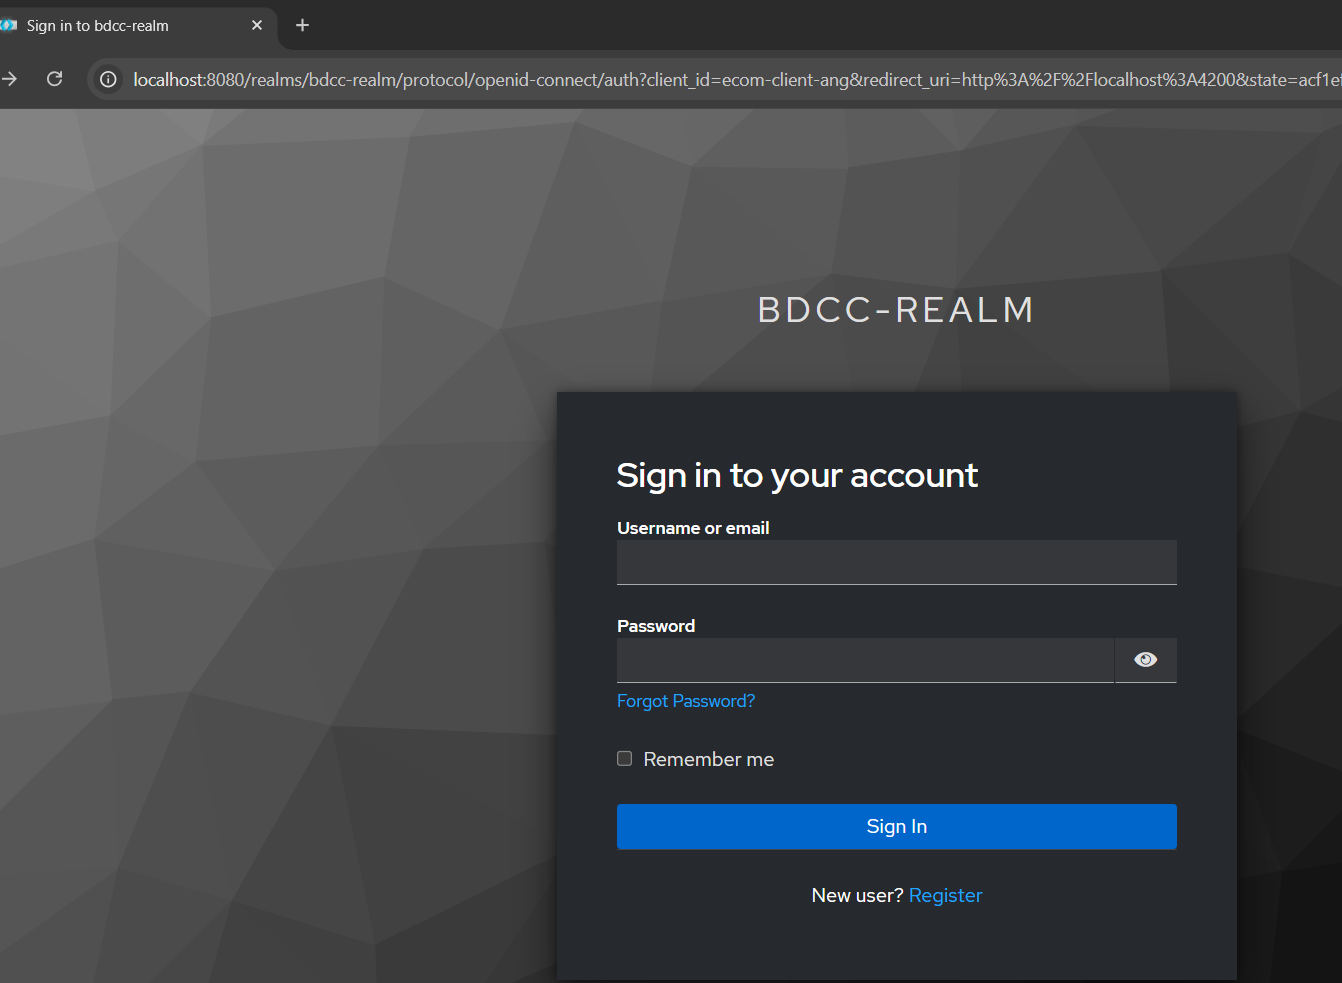 Sign in to bdcc-realm
localhost:8080/realms/bdcc-realm/protocol/openid-connect/auth?client_id=ecom-client-ang&redirect_uri=http%3A%2F%2Flocalhost%3A4200&state=acf1e
BDCC-REALM
Sign in to your account
Username or email
Password
Forgot Password?
Remember me
Sign In
New user? Register